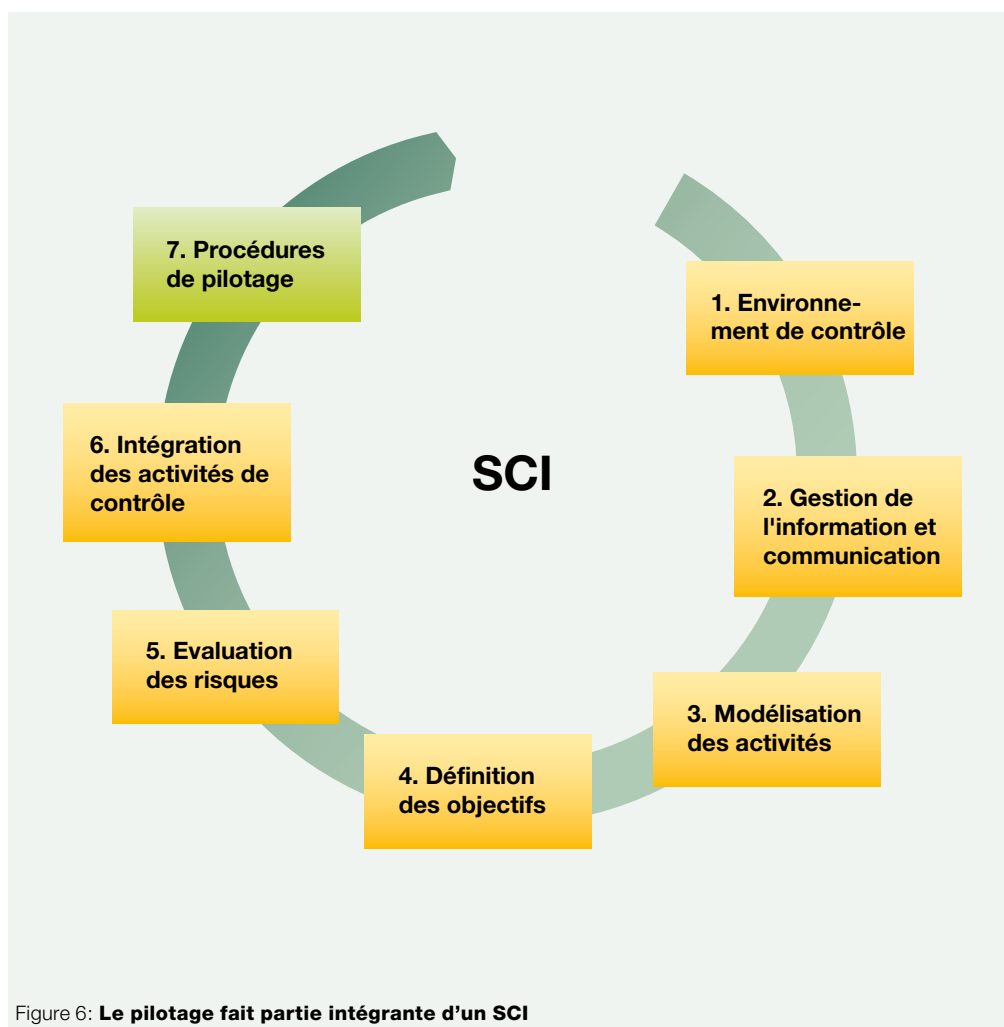 7. Procédures
de pilotage
1. Environne-
ment de contrôle
6. Intégration
des activités de
contrôle
SCI
2. Gestion de
l'information et
communication
5. Evaluation
des risques
3. Modélisation
des activités
4. Définition
des objectifs
Figure 6: Le pilotage fait partie intégrante d’un SCI